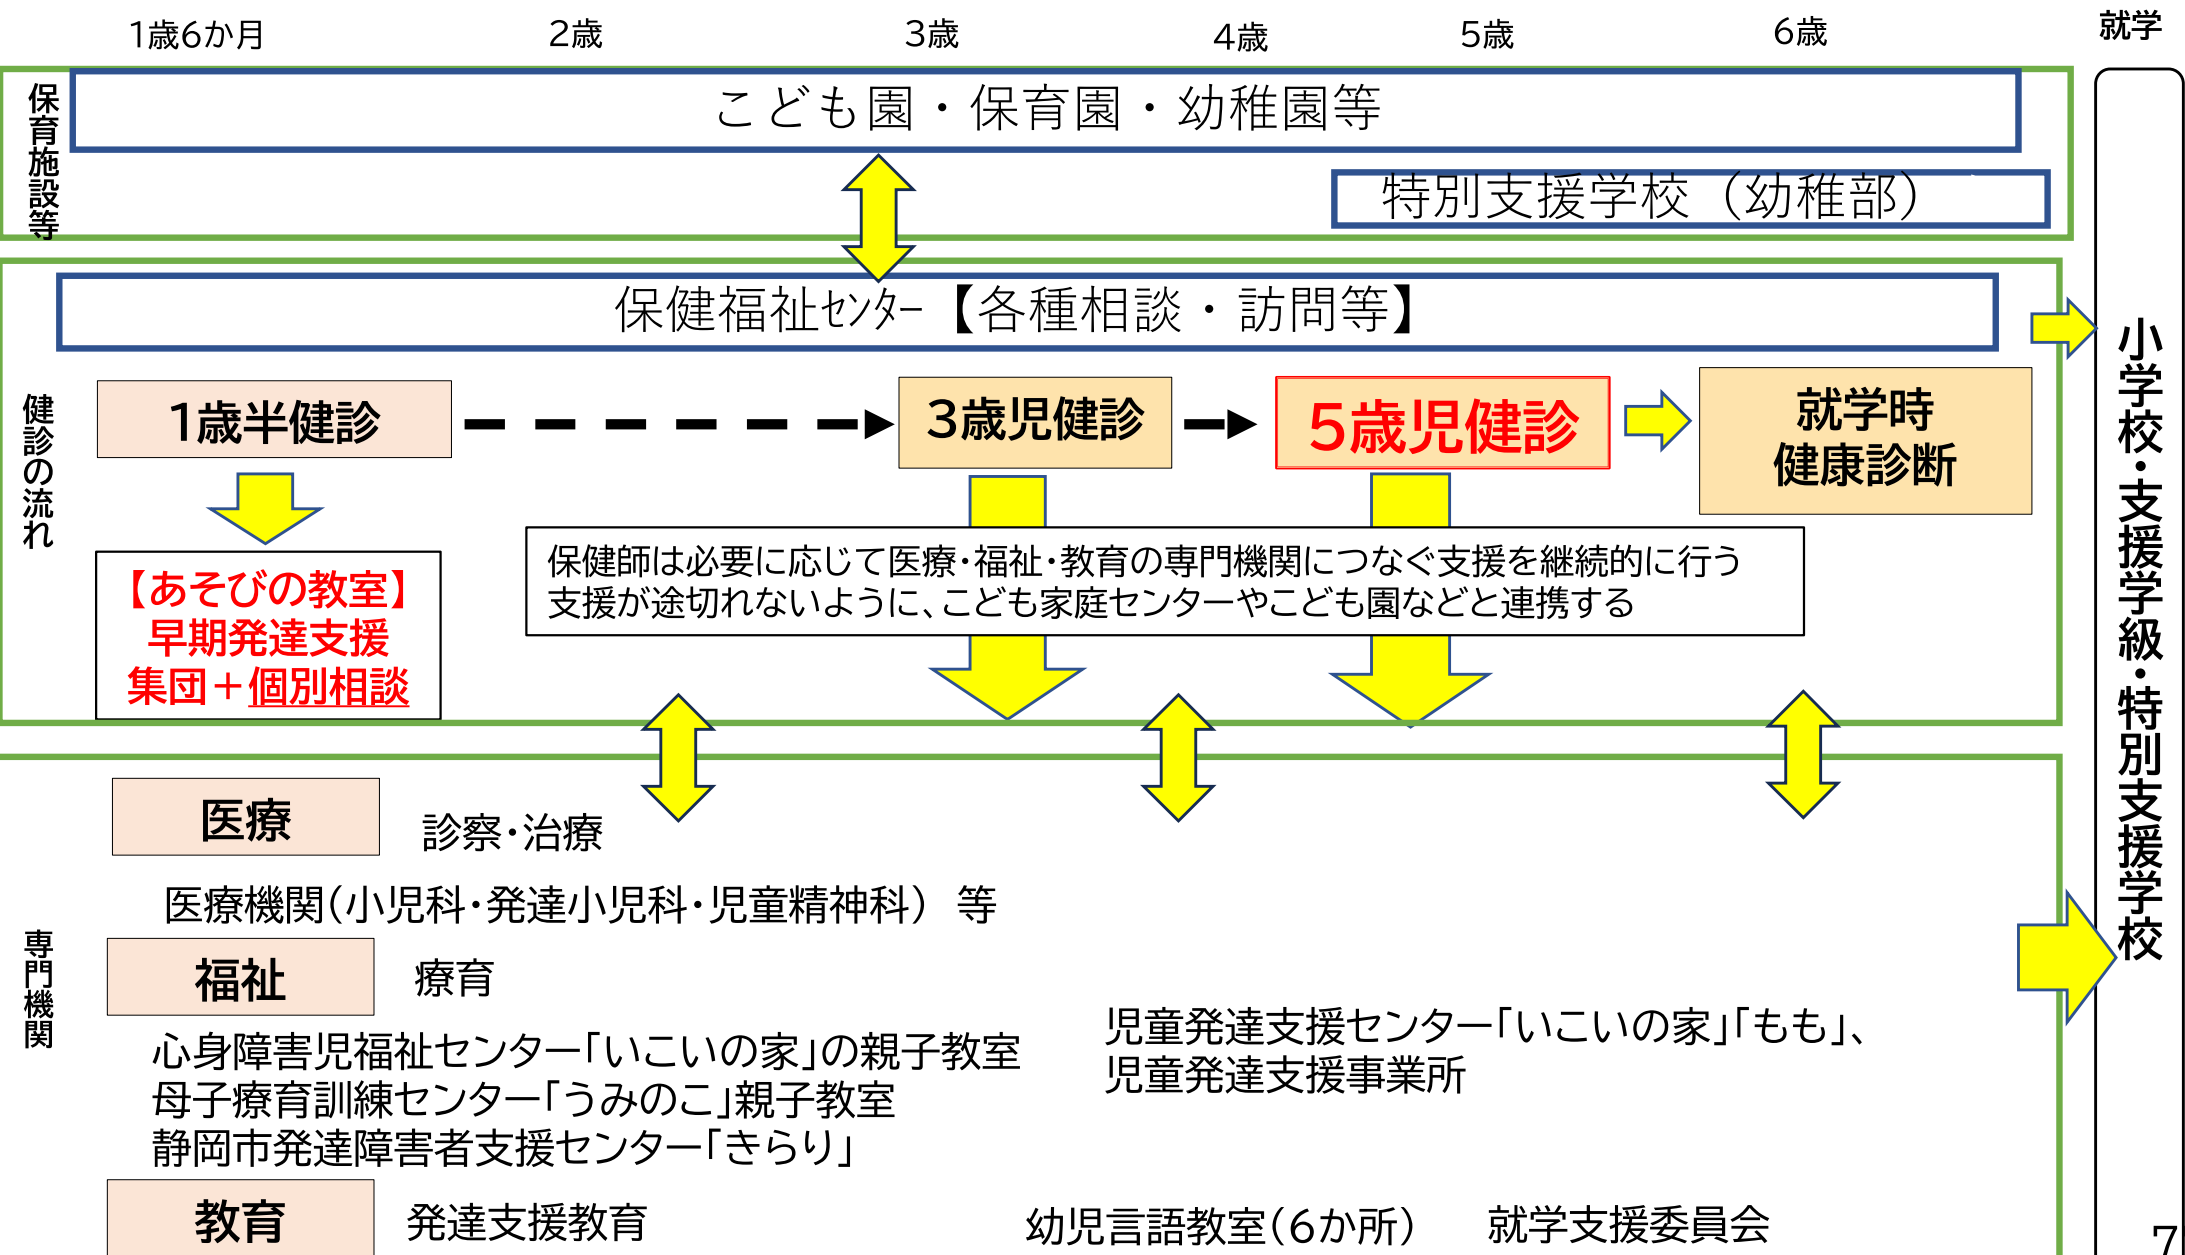 1歳6か月
2歳
3歳
4歳
5歳
6歳
就学
保育施設等
こども園・保育園・幼稚園等
特別支援学校（幼稚部）
保健福祉ｾﾝﾀｰ【各種相談・訪問等】
健診の流れ
1歳半健診
3歳児健診
5歳児健診
就学時
健康診断
【あそびの教室】
早期発達支援
集団＋個別相談
保健師は必要に応じて医療・福祉・教育の専門機関につなぐ支援を継続的に行う
支援が途切れないように、こども家庭センターやこども園などと連携する
小学校・支援学級・特別支援学校
専門機関
医療
診察・治療
医療機関（小児科・発達小児科・児童精神科） 等
福祉
療育
心身障害児福祉センター「いこいの家」の親子教室
母子療育訓練センター「うみのこ」親子教室
静岡市発達障害者支援センター「きらり」
児童発達支援センター「いこいの家」「もも」、
児童発達支援事業所
教育
発達支援教育
幼児言語教室（6か所）
就学支援委員会
7